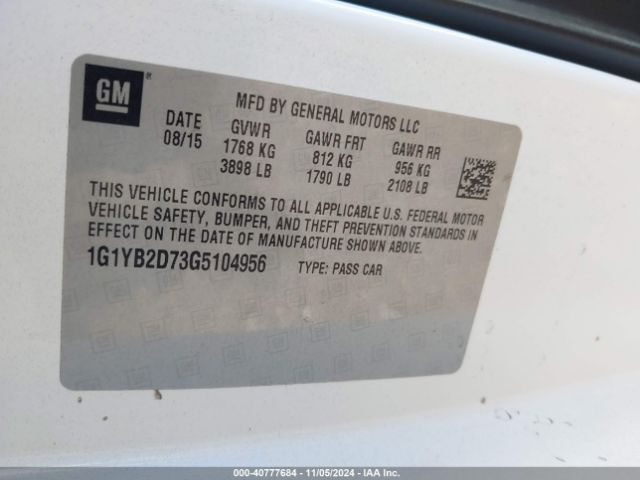 GM
MFD BY GENERAL MOTORS LLC
DATE GVWR GAWR FRT GAWR RR
08/15 1768 KG 812 KG 956 KG
3898 LB 1790 LB 2108 LB
THIS VEHICLE CONFORMS TO ALL APPLICABLE U.S. FEDERAL MOTOR
VEHICLE SAFETY, BUMPER, AND THEFT PREVENTION STANDARDS IN
EFFECT ON THE DATE OF MANUFACTURE SHOWN ABOVE.
1G1YB2D73G5104956 TYPE: PASS CAR
000-40777684 - 11/05/2024 - IAA Inc.